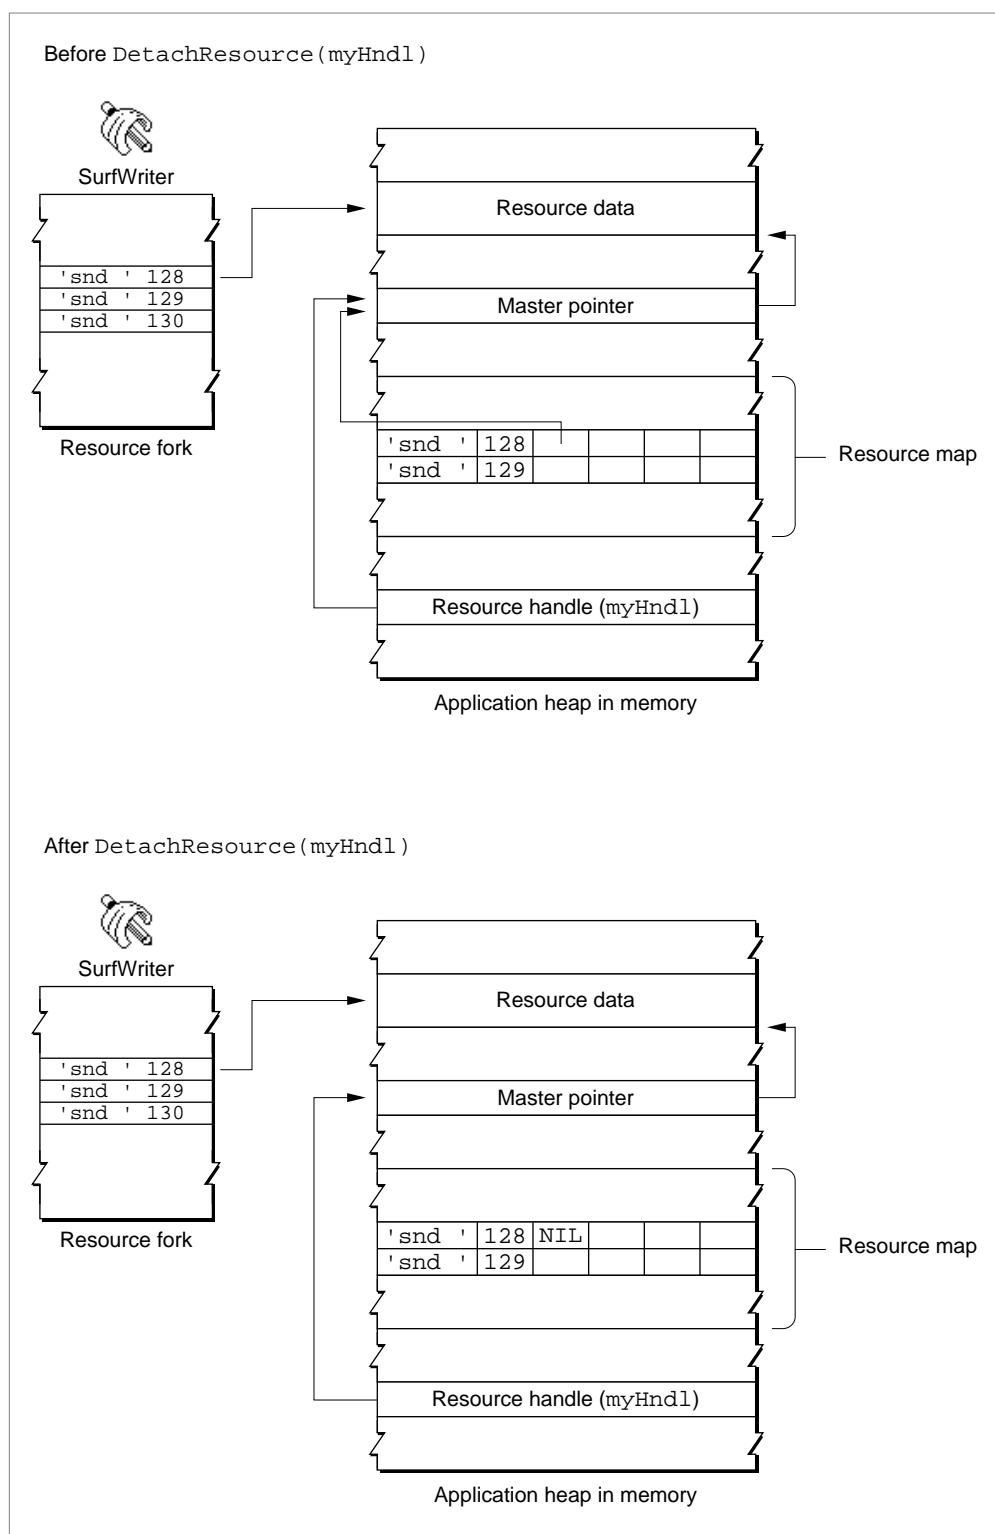 Before DetachResource(myHndl)
SurfWriter
Resource data
'snd ' 128
'snd ' 129
'snd ' 130
Master pointer
Resource fork
'snd ' 128
'snd ' 129
Resource map
Resource handle (myHndl)
Application heap in memory
After DetachResource(myHndl)
SurfWriter
Resource data
'snd ' 128
'snd ' 129
'snd ' 130
Master pointer
Resource fork
'snd ' 128 NIL
'snd ' 129
Resource map
Resource handle (myHndl)
Application heap in memory